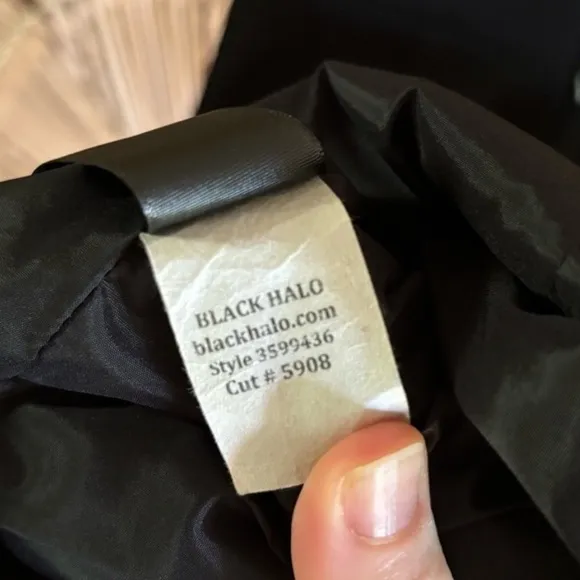 BLACK HALO
blackhalo.com
Style 3599436
Cut # 5908